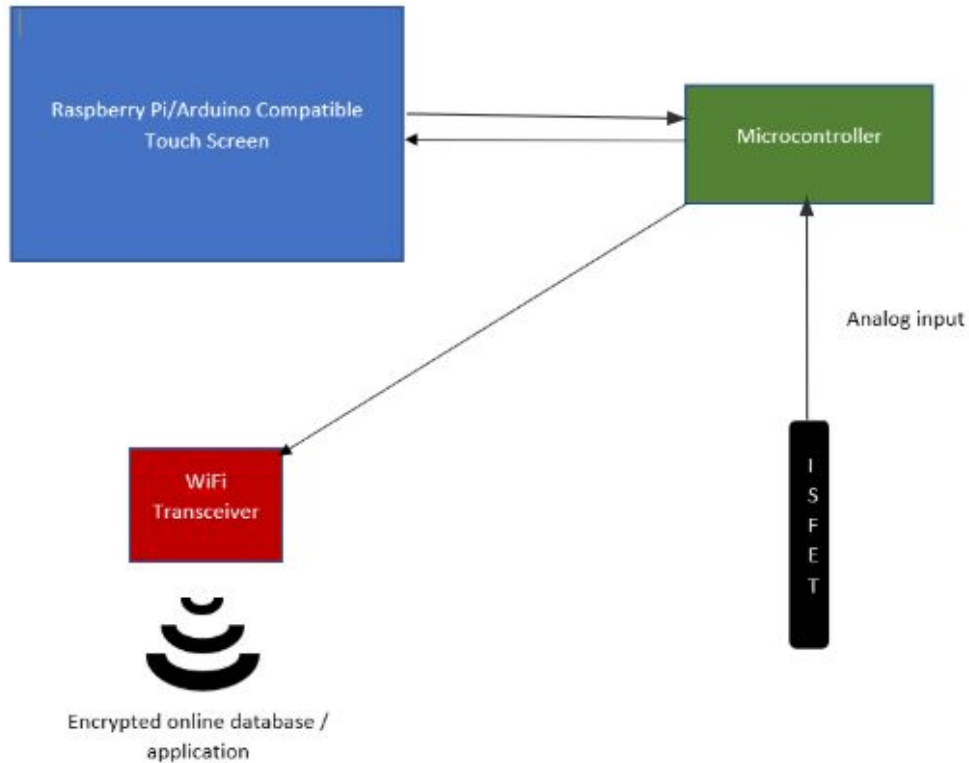 Raspberry Pi/Arduino Compatible
Touch Screen
Microcontroller
Analog input
WiFi
Transceiver
I
S
F
E
T
Encrypted online database /
application